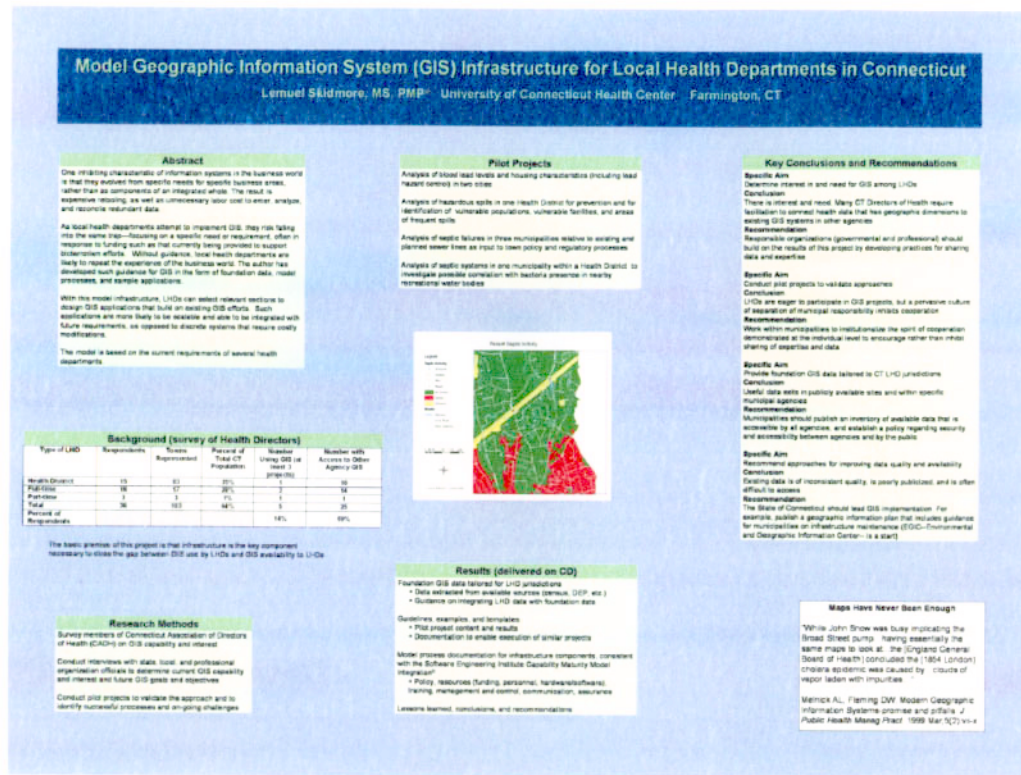 Model Geographic Information System (GIS) Infrastructure for Local Health Departments in Connecticut
Lemuel Skidmore, MS, PMP University of Connecticut Health Center Farmington, CT
Abstract
One inhibiting characteristic of information systems in the business world
is that they evolved from specific needs for specific business areas,
rather than as components of an integrated whole. The result is
expensive retooling, as well as unnecessary labor cost to enter, analyze,
and reconcile redundant data.
As local health departments attempt to implement GIS, they risk falling
into the same trap—focusing on a specific need or requirement, often in
response to funding such as that currently being provided to support
bioterrorism efforts. Without guidance, local health departments are
likely to repeat the experience of the business world. The author has
developed such guidance for GIS in the form of foundation data, model
processes, and sample applications.
With this model infrastructure, LHDs can select relevant sections to
design GIS applications that build on existing GIS efforts. Such
applications are more likely to be scalable and able to be integrated with
future requirements, as opposed to discrete systems that require costly
modifications.
The model is based on the current requirements of several health
departments.
Background (survey of Health Directors)
Type of LHD Respondents Towns Represented Percent of Total CT Population Number Using GIS (at least 3 projects) Number with Access to Other Agency GIS
Health District
Full-time
Part-time
Total
Percent of Respondents
The basic premise of this project is that infrastructure is the key component
necessary to close the gap between GIS use by LHDs and GIS availability to LHDs
Research Methods
Survey members of Connecticut Association of Directors
of Health (CADH) on GIS capability and interest
Conduct interviews with state, local, and professional
organization officials to determine current GIS capability
and interest and future GIS goals and objectives
Conduct pilot projects to validate the approach and to
identify successful processes and on-going challenges
Pilot Projects
Analysis of blood lead levels and housing characteristics (including lead
hazard control) in two cities
Analysis of hazardous spills in one Health District for prevention and for
identification of vulnerable populations, vulnerable facilities, and areas
of frequent spills
Analysis of septic failures in three municipalities relative to existing and
planned sewer lines as input to town policy and regulatory processes
Analysis of septic systems in one municipality within a Health District, to
investigate possible correlation with bacteria presence in nearby
recreational water bodies
Results (delivered on CD)
Foundation GIS data tailored for LHD jurisdictions
• Data extracted from available sources (census, DEP, etc.)
• Guidance on integrating LHD data with foundation data
Guidelines, examples, and templates
• Pilot project content and results
• Documentation to enable execution of similar projects
Model process documentation for infrastructure components, consistent
with the Software Engineering Institute Capability Maturity Model
Integration
• Policy, resources (funding, personnel, hardware/software),
training, management and control, communication, assurance
Lessons learned, conclusions, and recommendations
Key Conclusions and Recommendations
Specific Aim
Determine interest in and need for GIS among LHDs
Conclusion
There is interest and need. Many CT Directors of Health require
facilitation to connect health data that has geographic dimensions to
existing GIS systems in other agencies
Recommendation
Responsible organizations (governmental and professional) should
build on the results of this project by developing practices for sharing
data and expertise
Specific Aim
Conduct pilot projects to validate approaches
Conclusion
LHDs are eager to participate in GIS projects, but a pervasive culture
of separation of municipal responsibility inhibits cooperation
Recommendation
Work within municipalities to institutionalize the spirit of cooperation
demonstrated at the individual level to encourage rather than inhibit
sharing of expertise and data
Specific Aim
Provide foundation GIS data tailored to CT LHD jurisdictions
Conclusion
Useful data exits in publicly available sites and within specific
municipal agencies
Recommendation
Municipalities should publish an inventory of available data that is
accessible by all agencies, and establish a policy regarding security
and accessibility between agencies and by the public
Specific Aim
Recommend approaches for improving data quality and availability
Conclusion
Existing data is of inconsistent quality, is poorly publicized, and is often
difficult to access
Recommendation
The State of Connecticut should lead GIS implementation. For
example, publish a geographic information plan that includes guidance
for municipalities on infrastructure maintenance (EGIC--Environmental
and Geographic Information Center-- is a start)
Maps Have Never Been Enough
"While John Snow was busy implicating the
Broad Street pump having essentially the
same maps to look at the [England General
Board of Health] concluded the [1854 London]
cholera epidemic was caused by clouds of
vapor laden with impurities
Melnick AL, Fleming DW. Modern Geographic
Information Systems-promise and pitfalls. J
Public Health Manag Pract. 1999 Mar;5(2):